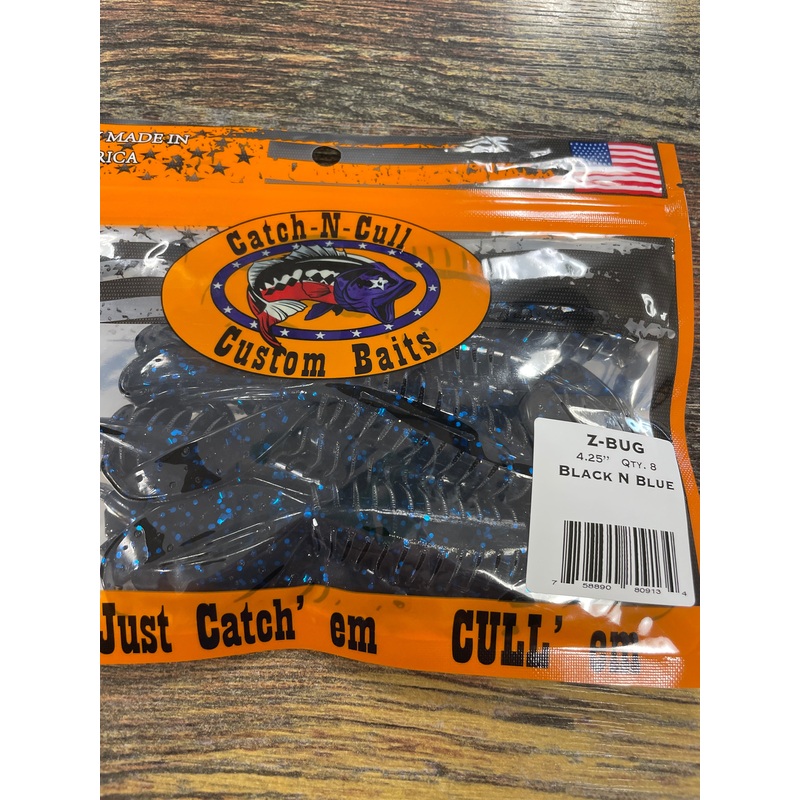 MADE IN
RICA
Catch-N-Cull
Custom Baits
Z-BUG
4.25" QTY. 8
BLACK N BLUE
7 58890 80913 4
Just Catch' em CULL' em